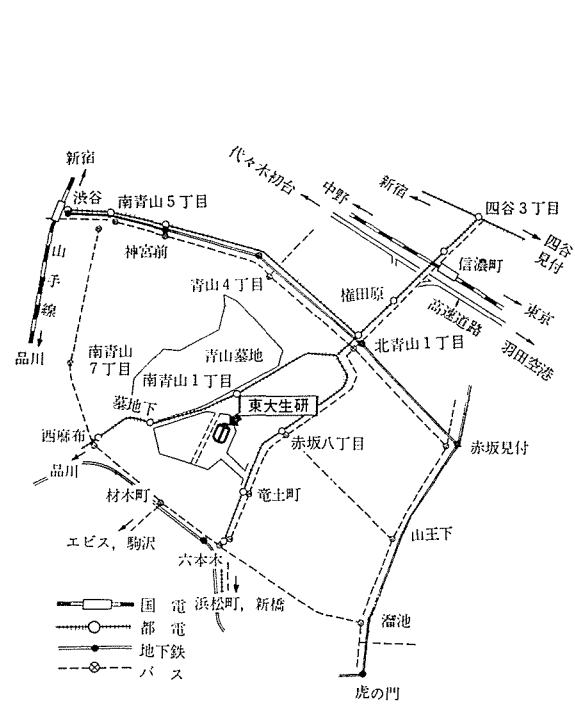 新宿
渋谷
南青山5丁目
神宮前
山手線
品川
代々木初台
中野
新宿
四谷3丁目
四谷見付
信濃町
権田原
高速道路
東京
羽田空港
青山4丁目
北青山1丁目
青山墓地
南青山7丁目
南青山1丁目
墓地下
東大生研
西麻布
品川
赤坂八丁目
赤坂見付
材木町
竜土町
エビス,駒沢
六本木
山王下
浜松町,新橋
溜池
虎の門
国電
都電
地下鉄
バス